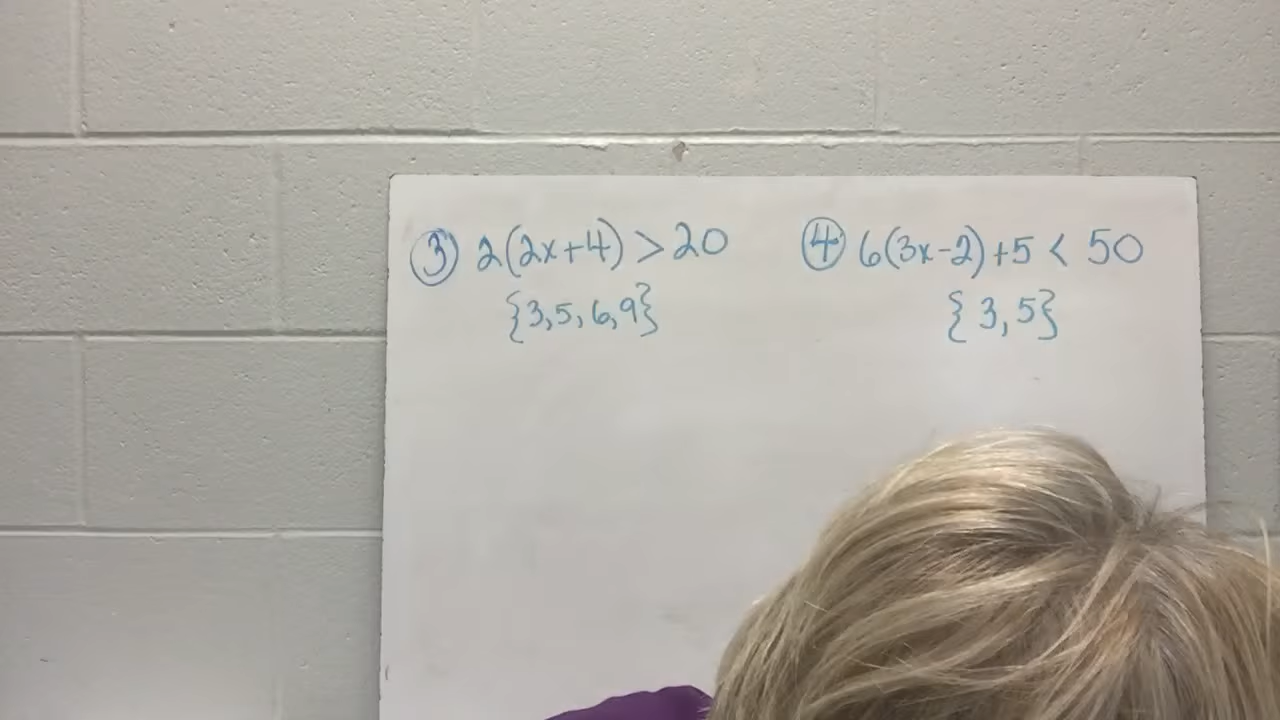 ③ 2(2x+4) > 20
{3,5,6,9}
④ 6(3x-2)+5 < 50
{3,5}